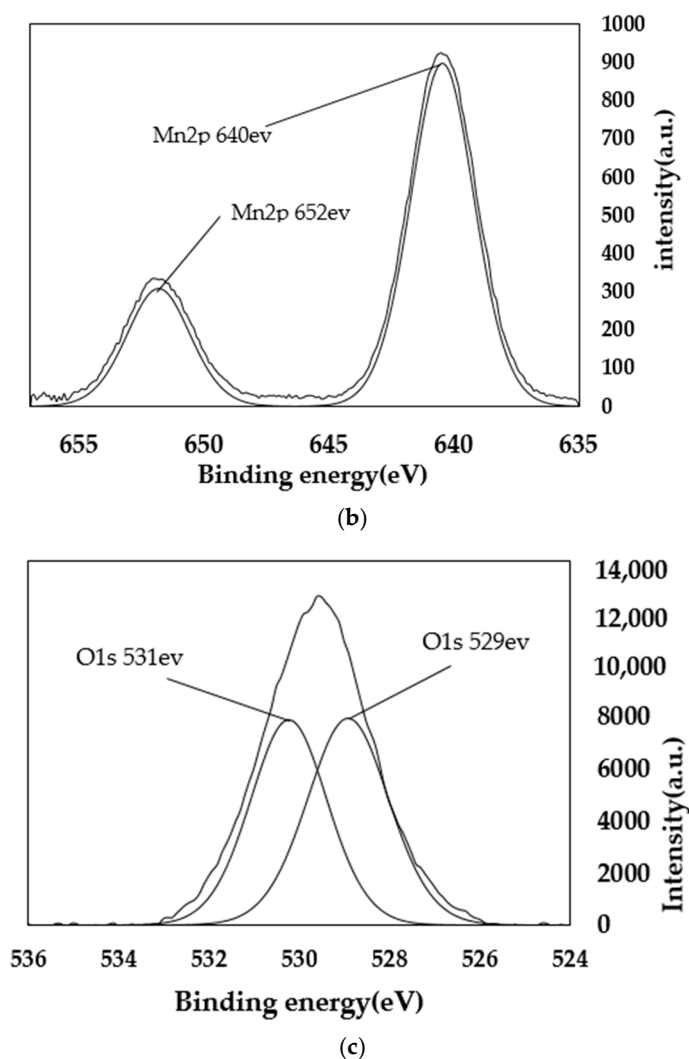 1000
900
800
700
600
500
400
300
200
100
0
intensity(a.u.)
Mn2p 640ev
Mn2p 652ev
655 650 645 640 635
Binding energy(eV)
(b)
14,000
12,000
10,000
8000
6000
4000
2000
0
Intensity(a.u.)
O1s 531ev
O1s 529ev
536 534 532 530 528 526 524
Binding energy(eV)
(c)